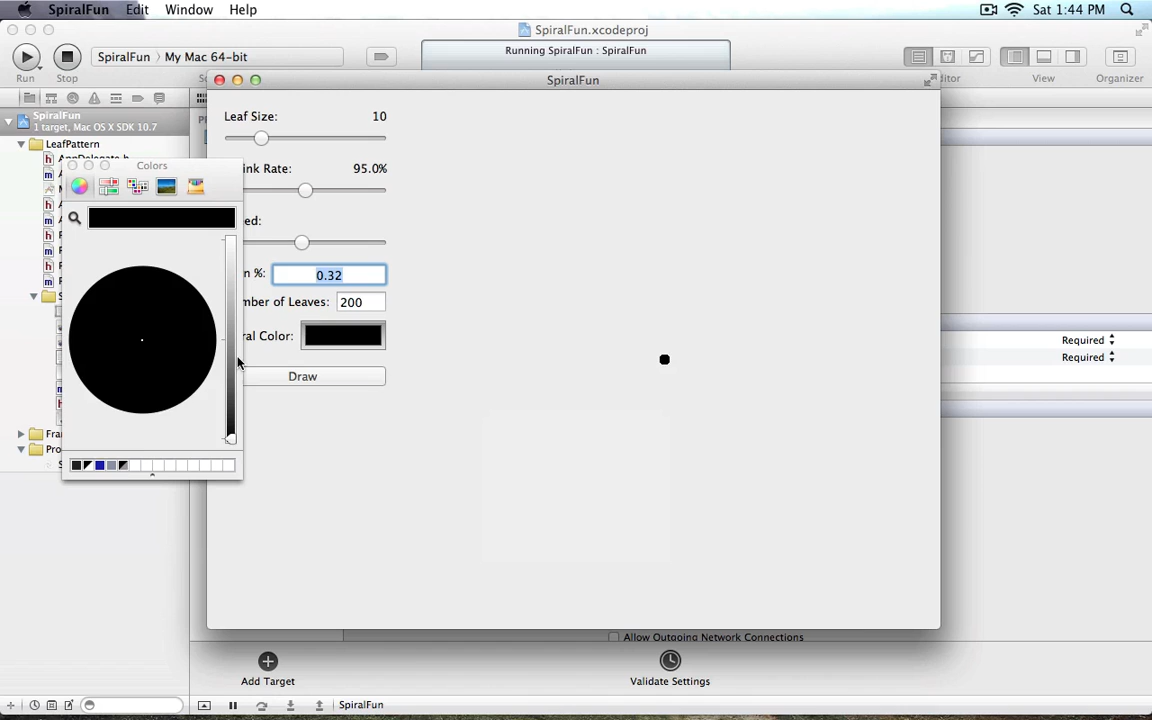 SpiralFun Edit Window Help Sat 1:44 PM
SpiralFun.xcodeproj
SpiralFun 〉 My Mac 64-bit
Running SpiralFun : SpiralFun
Run Stop View Organizer
SpiralFun
SpiralFun
1 target, Mac OS X SDK 10.7
LeafPattern
Leaf Size: 10
Colors
ink Rate: 95.0%
ed:
n %: 0.32
mber of Leaves: 200
ral Color:
Draw
Required
Required
Fra
Pro
Allow Outgoing Network Connections
Add Target Validate Settings
SpiralFun